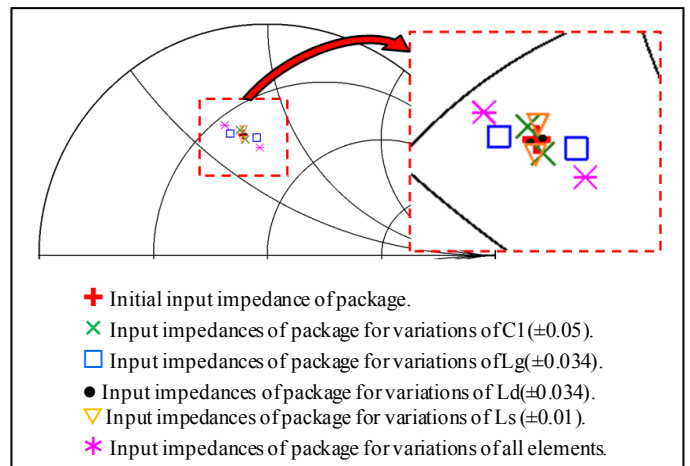 Initial input impedance of package.
Input impedances of package for variations of C1(±0.05).
Input impedances of package for variations of Lg(±0.034).
Input impedances of package for variations of Ld(±0.034).
Input impedances of package for variations of Ls (±0.01).
Input impedances of package for variations of all elements.